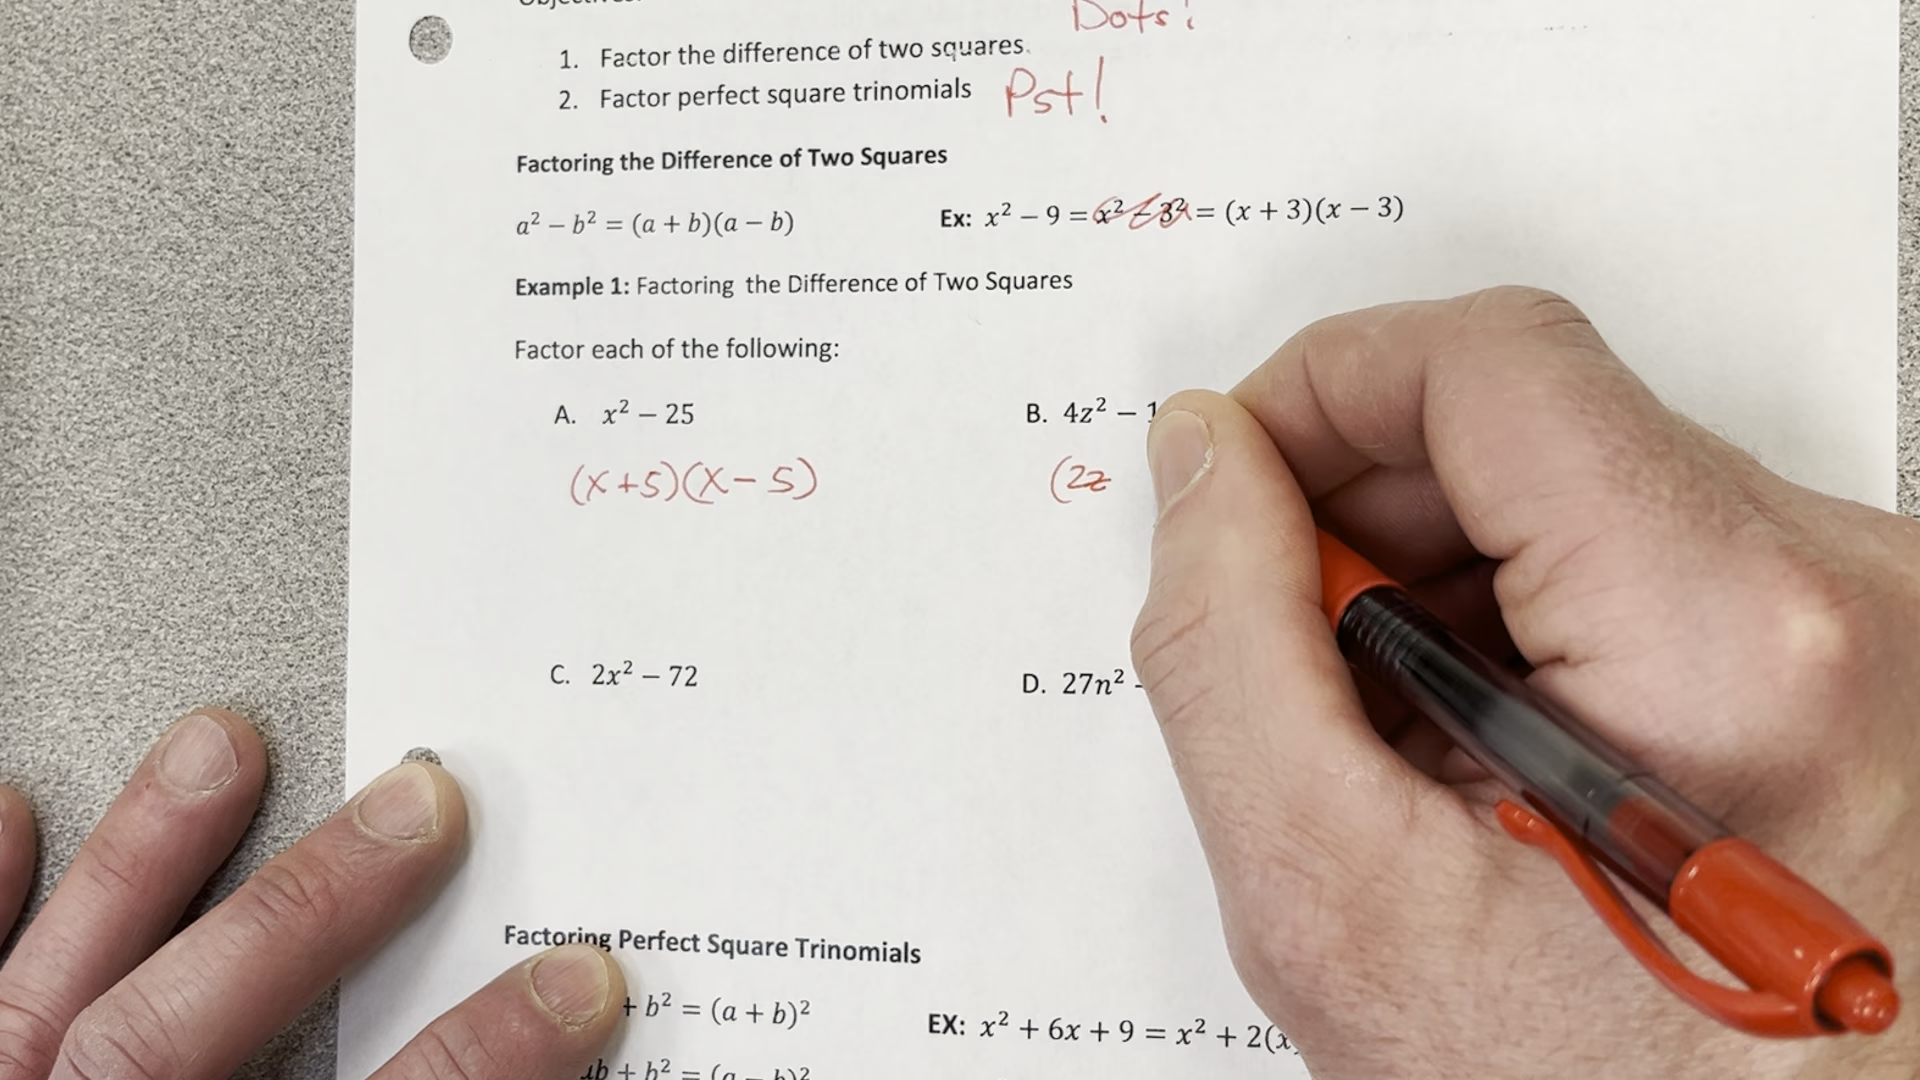 Dots!
1. Factor the difference of two squares.
2. Factor perfect square trinomials Pst!
Factoring the Difference of Two Squares
a² − b² = (a + b)(a − b) Ex: x² − 9 = x² − 3² = (x + 3)(x − 3)
Example 1: Factoring the Difference of Two Squares
Factor each of the following:
A. x² − 25 B. 4z² − 1
(x+5)(x−5) (2z
C. 2x² − 72 D. 27n² -
Factoring Perfect Square Trinomials
+ b² = (a + b)² EX: x² + 6x + 9 = x² + 2(x
b + b² = (a − b)²